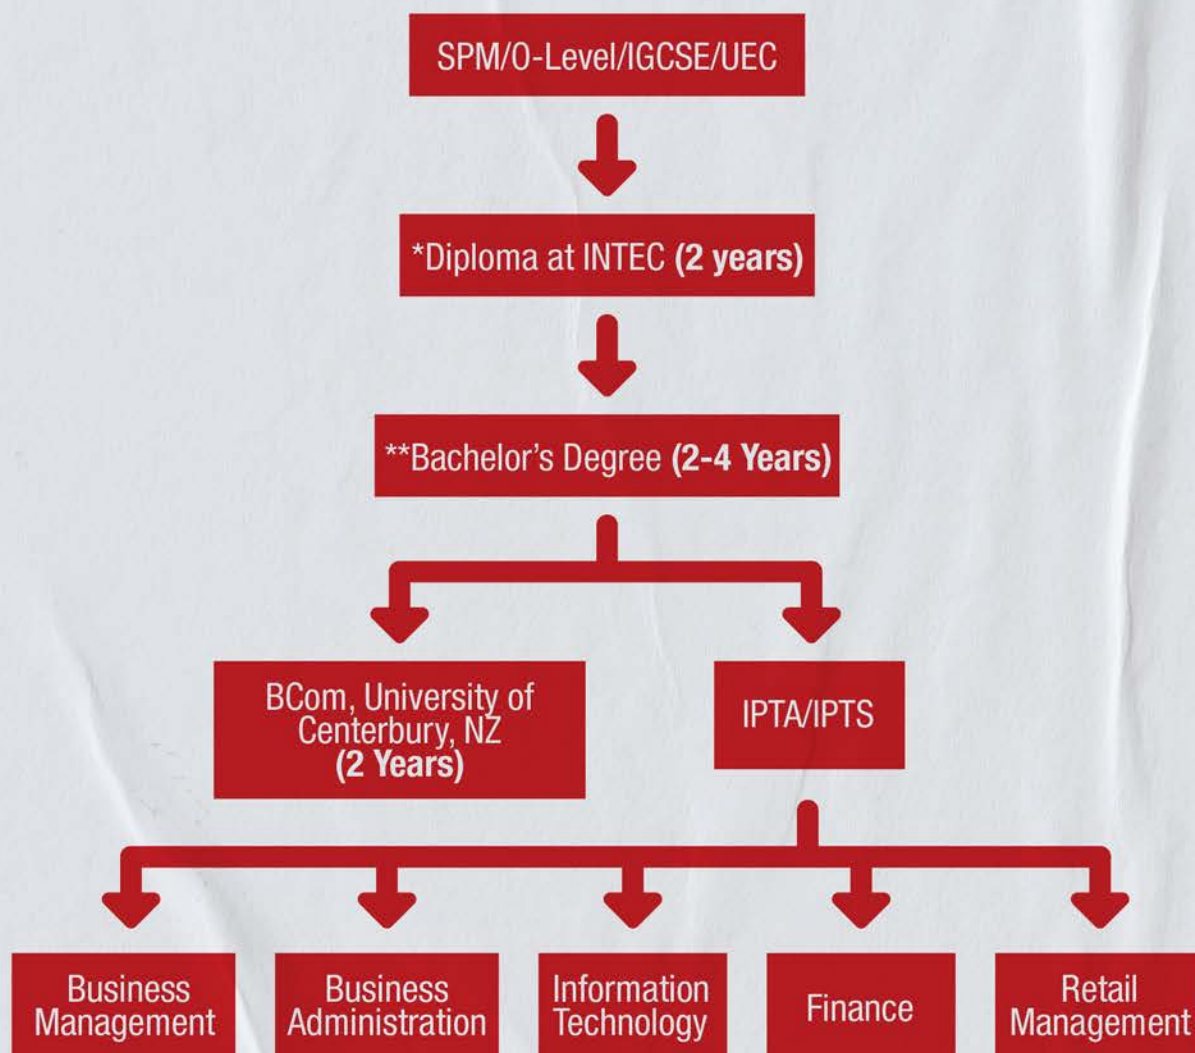 SPM/O-Level/IGCSE/UEC
*Diploma at INTEC (2 years)
**Bachelor's Degree (2-4 Years)
BCom, University of
Centerbury, NZ
(2 Years)
IPTA/IPTS
Business
Management
Business
Administration
Information
Technology
Finance
Retail
Management